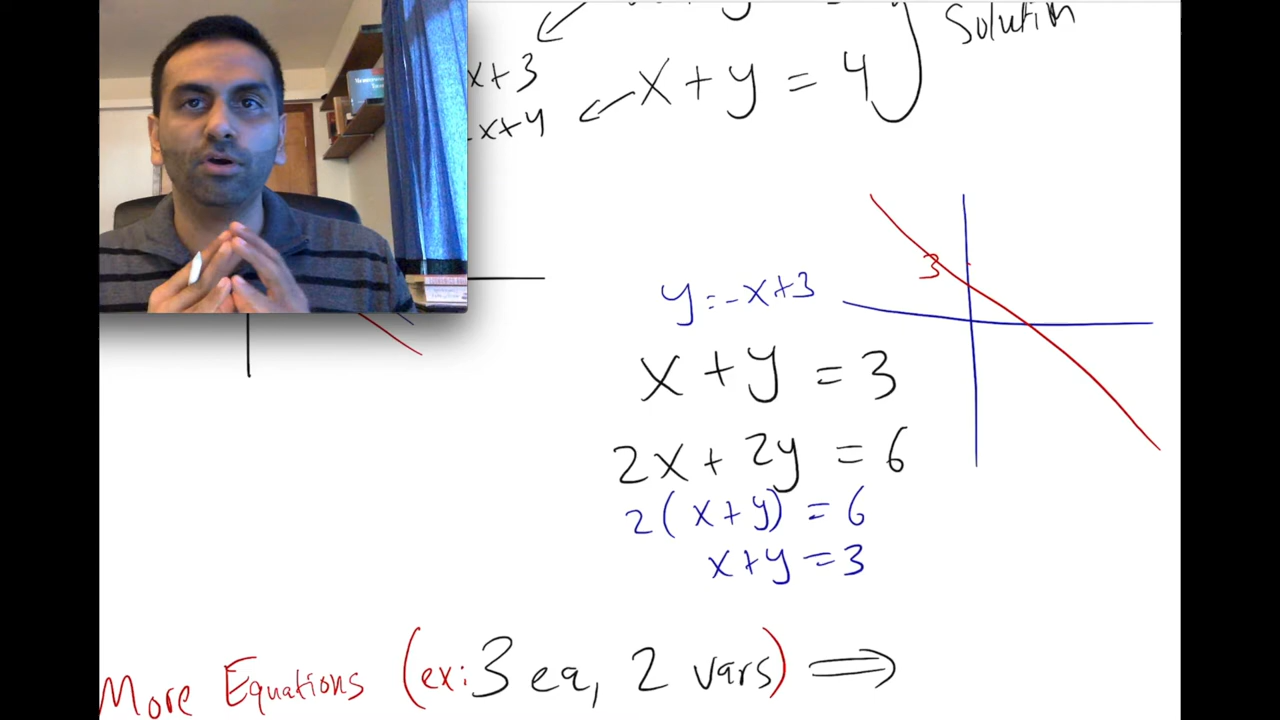 Solution
x+3
x + y = 4
x+4
3
y = -x+3
x + y = 3
2x + 2y = 6
2(x+y) = 6
x+y = 3
More Equations (ex: 3 eq, 2 vars) ⟹